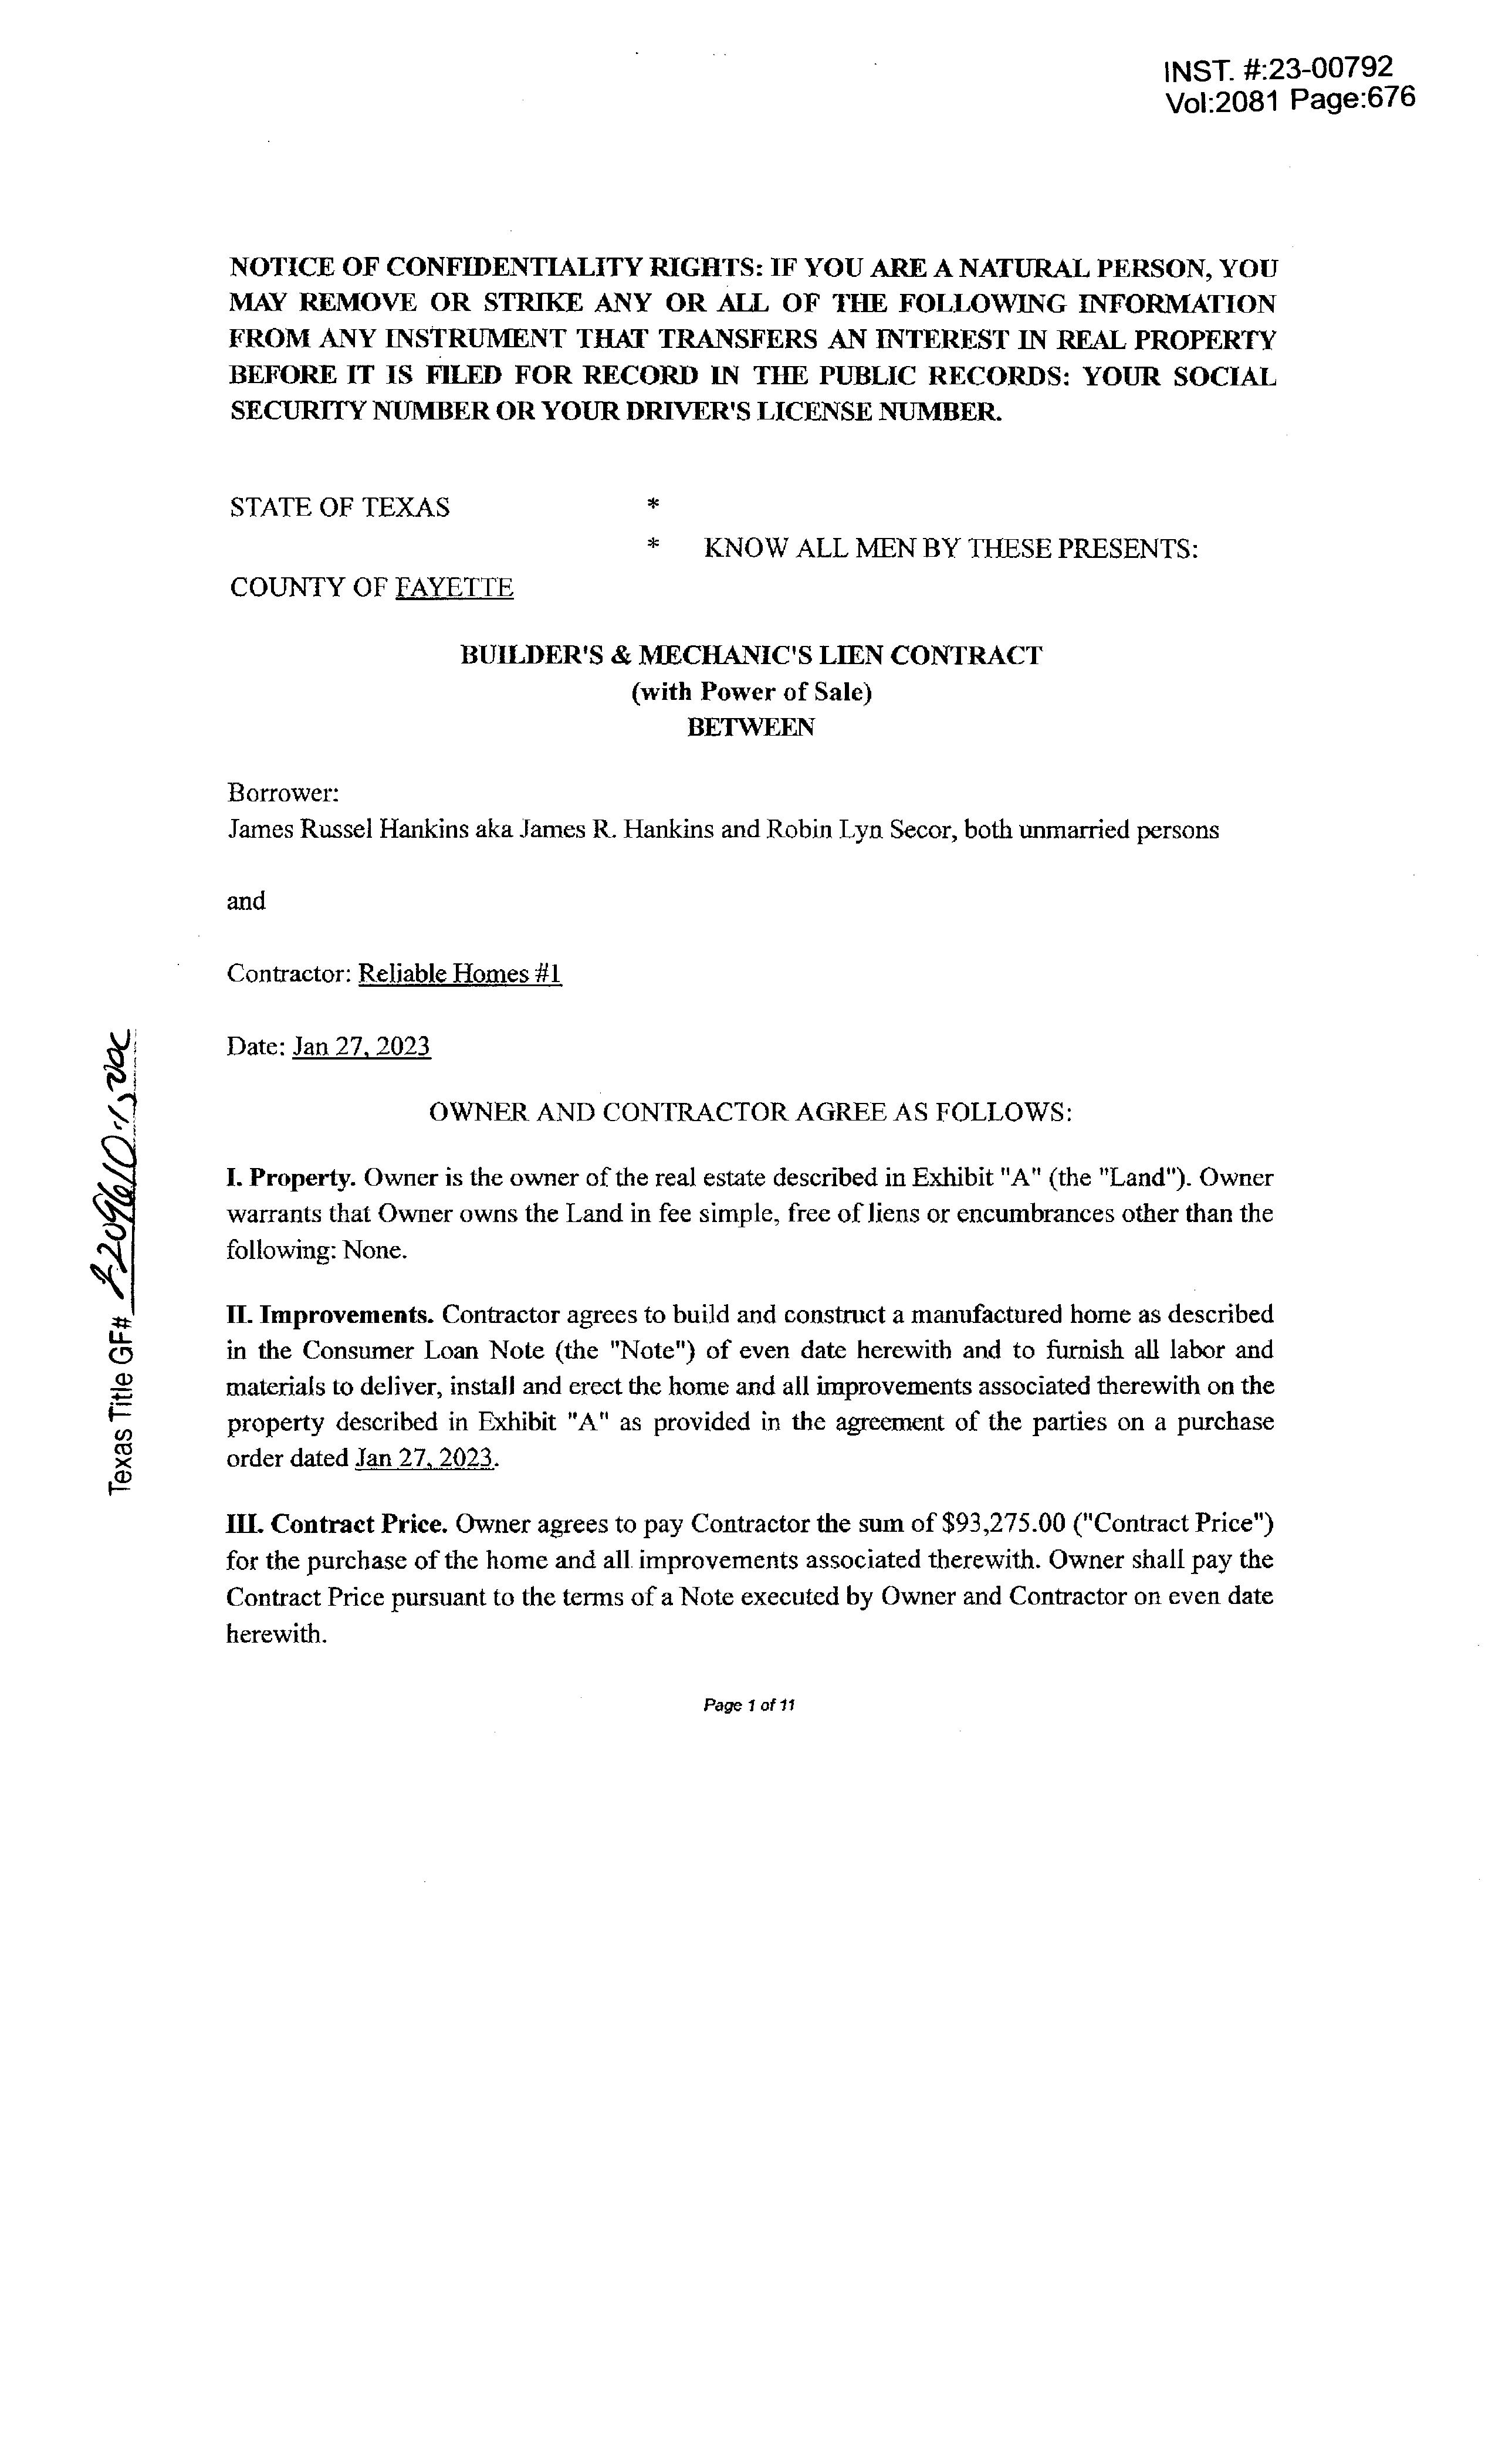 INST. #:23-00792
Vol:2081 Page:676
NOTICE OF CONFIDENTIALITY RIGHTS: IF YOU ARE A NATURAL PERSON, YOU
MAY REMOVE OR STRIKE ANY OR ALL OF THE FOLLOWING INFORMATION
FROM ANY INSTRUMENT THAT TRANSFERS AN INTEREST IN REAL PROPERTY
BEFORE IT IS FILED FOR RECORD IN THE PUBLIC RECORDS: YOUR SOCIAL
SECURITY NUMBER OR YOUR DRIVER'S LICENSE NUMBER.
STATE OF TEXAS *
* KNOW ALL MEN BY THESE PRESENTS:
COUNTY OF FAYETTE
BUILDER'S & MECHANIC'S LIEN CONTRACT
(with Power of Sale)
BETWEEN
Borrower:
James Russel Hankins aka James R. Hankins and Robin Lyn Secor, both unmarried persons
and
Contractor: Reliable Homes #1
Date: Jan 27, 2023
OWNER AND CONTRACTOR AGREE AS FOLLOWS:
I. Property. Owner is the owner of the real estate described in Exhibit "A" (the "Land"). Owner
warrants that Owner owns the Land in fee simple, free of liens or encumbrances other than the
following: None.
II. Improvements. Contractor agrees to build and construct a manufactured home as described
in the Consumer Loan Note (the "Note") of even date herewith and to furnish all labor and
materials to deliver, install and erect the home and all improvements associated therewith on the
property described in Exhibit "A" as provided in the agreement of the parties on a purchase
order dated Jan 27, 2023.
III. Contract Price. Owner agrees to pay Contractor the sum of $93,275.00 ("Contract Price")
for the purchase of the home and all improvements associated therewith. Owner shall pay the
Contract Price pursuant to the terms of a Note executed by Owner and Contractor on even date
herewith.
Page 1 of 11
Texas Title GF#